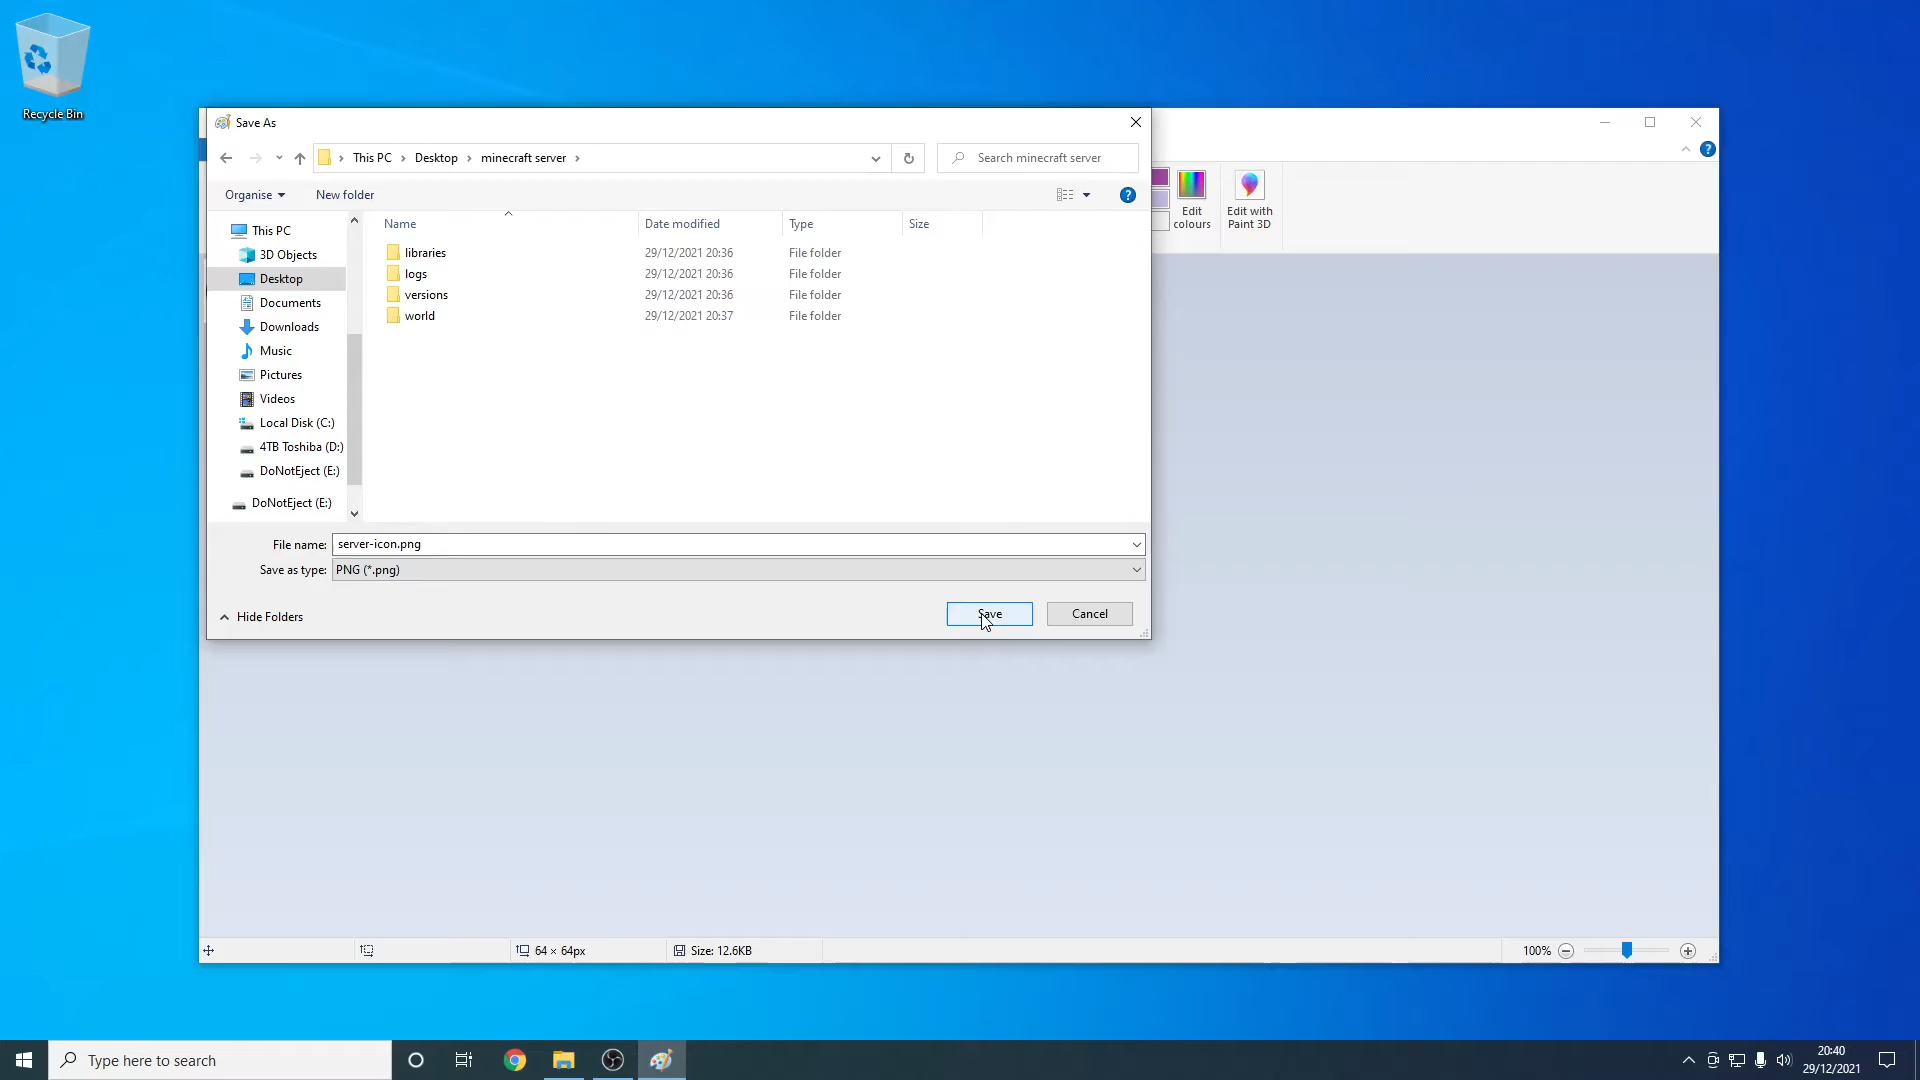 Recycle Bin
Save As
This PC
Desktop
minecraft server
Search minecraft server
Organise
New folder
Name
Date modified
Type
Size
This PC
3D Objects
Desktop
Documents
Downloads
Music
Pictures
Videos
Local Disk (C:)
4TB Toshiba (D:)
DoNotEject (E:)
DoNotEject (E:)
libraries 29/12/2021 20:36 File folder
logs 29/12/2021 20:36 File folder
versions 29/12/2021 20:36 File folder
world 29/12/2021 20:37 File folder
File name: server-icon.png
Save as type: PNG (*.png)
Hide Folders
Save
Cancel
Edit
colours
Edit with
Paint 3D
64 × 64px
Size: 12.6KB
100%
Type here to search
20:40
29/12/2021